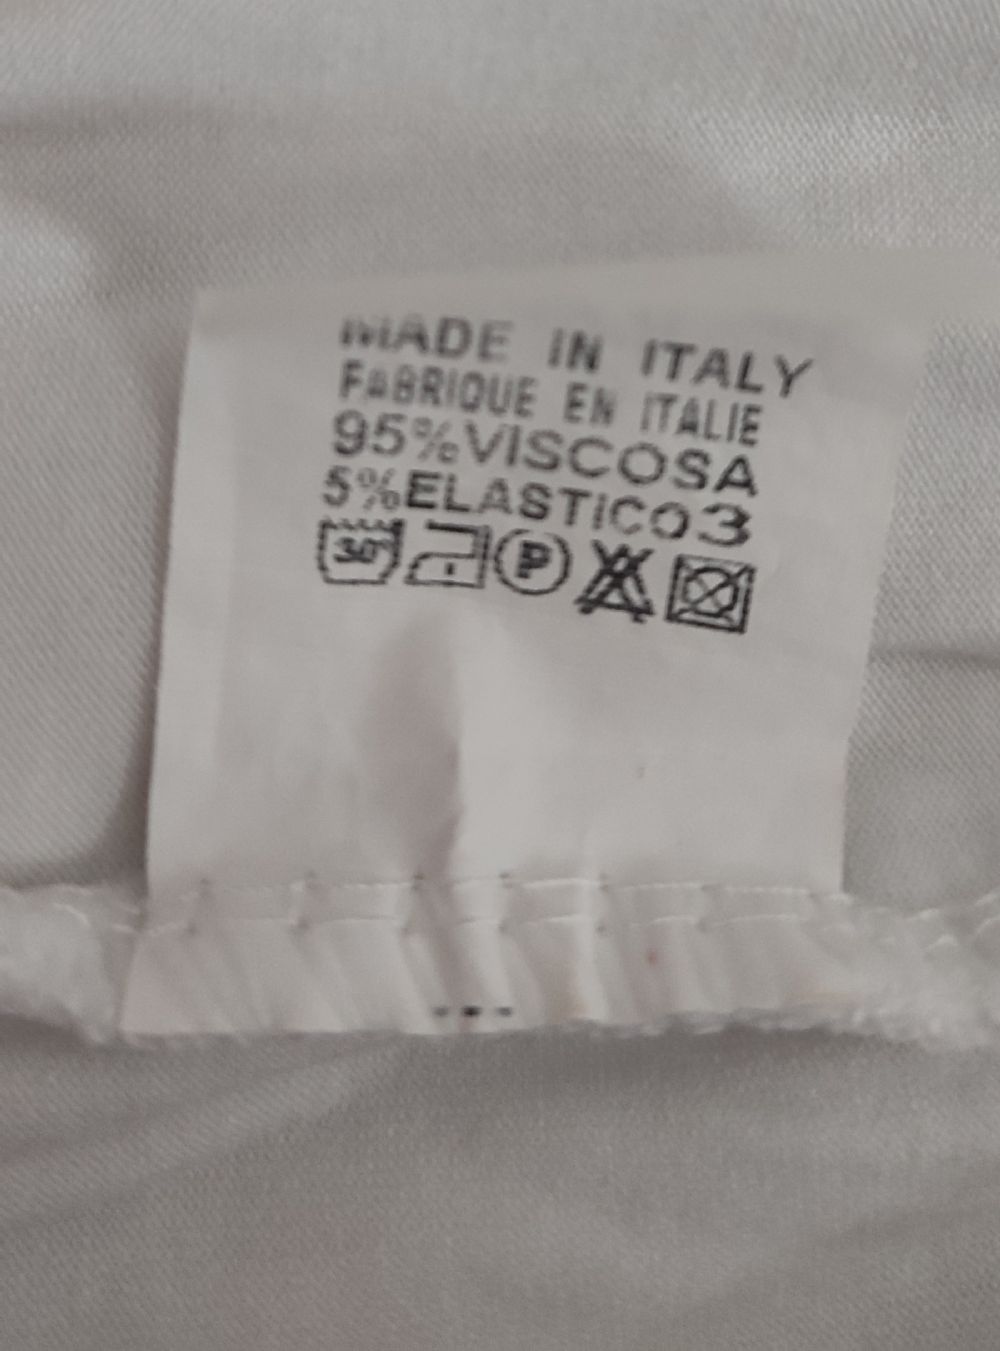 MADE IN ITALY
FABRIQUE EN ITALIE
95%VISCOSA
5%ELASTICO3
30° P